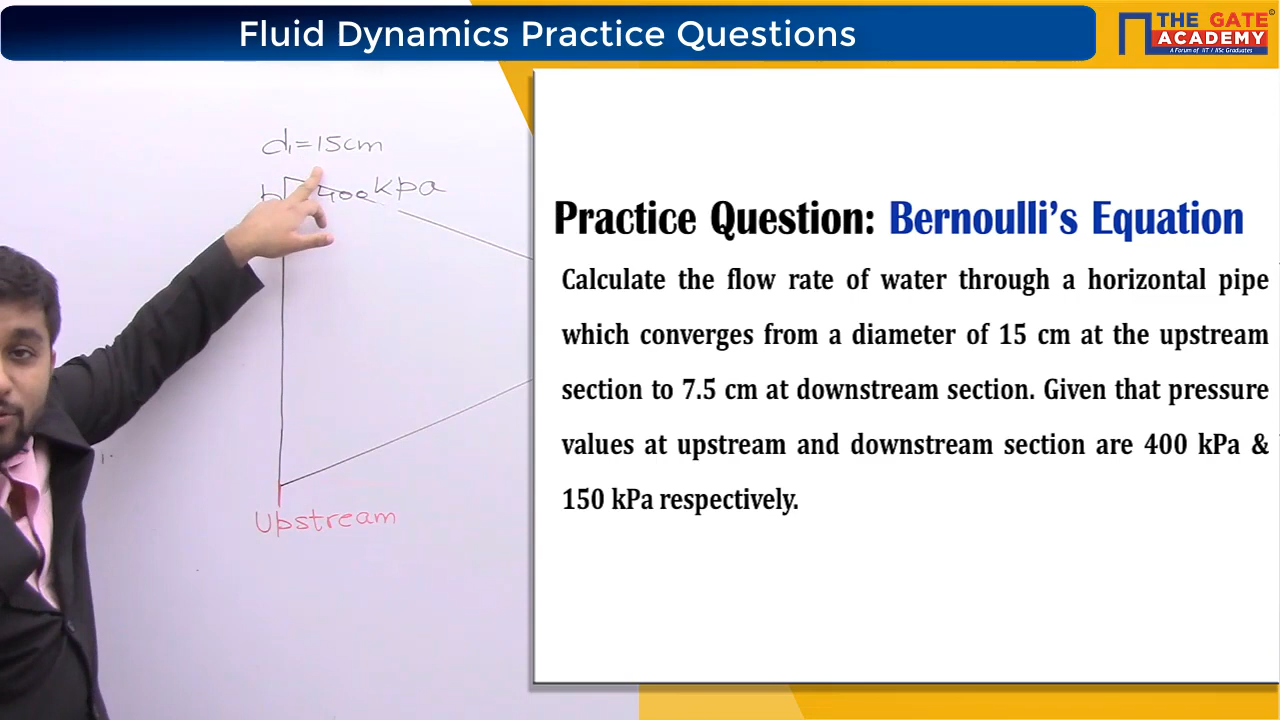 Fluid Dynamics Practice Questions
THE GATE
ACADEMY
A Forum of IIT / IISc Graduates
d₁=15cm
400kpa
Upstream
Practice Question: Bernoulli's Equation
Calculate the flow rate of water through a horizontal pipe
which converges from a diameter of 15 cm at the upstream
section to 7.5 cm at downstream section. Given that pressure
values at upstream and downstream section are 400 kPa &
150 kPa respectively.